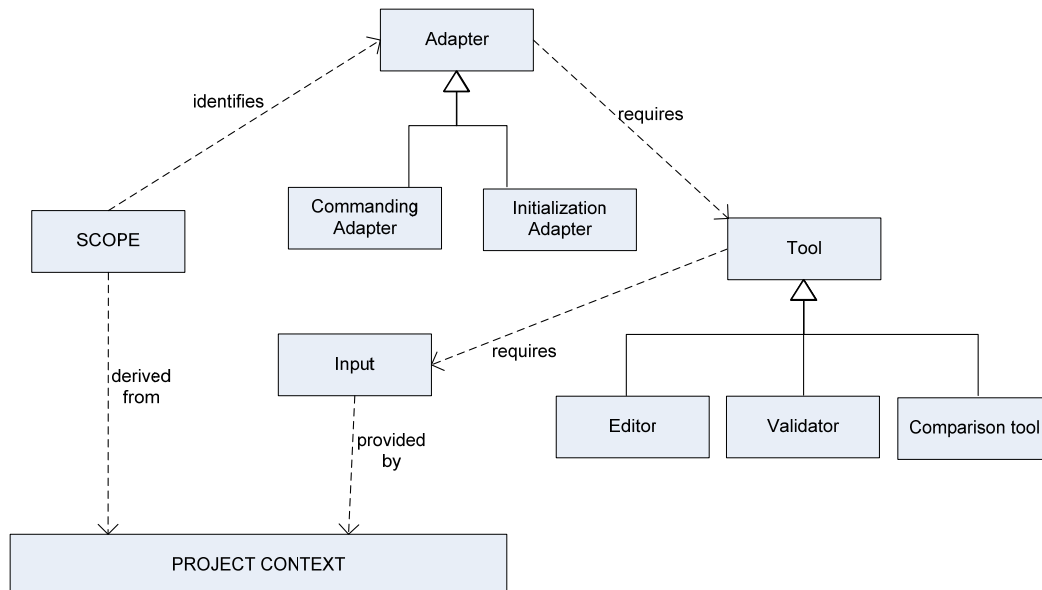 Adapter
identifies
requires
Commanding
Adapter
Initialization
Adapter
SCOPE
Tool
Input
requires
derived
from
provided
by
Editor
Validator
Comparison tool
PROJECT CONTEXT